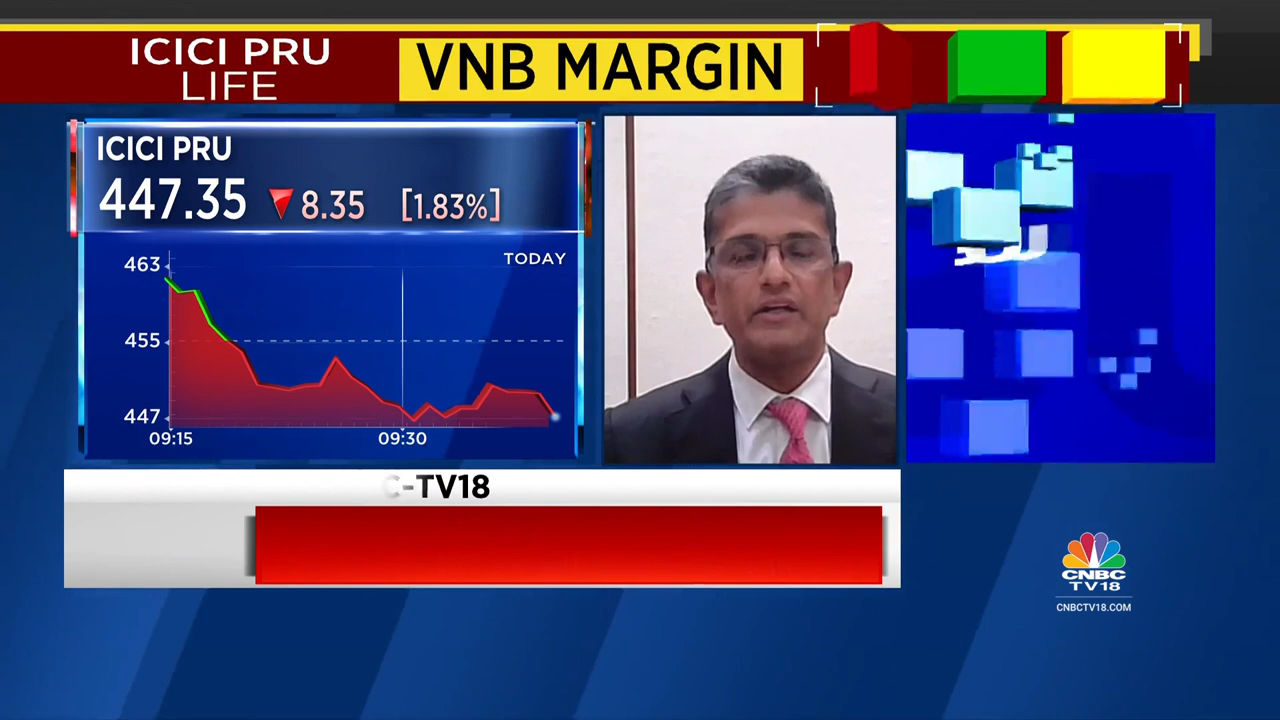 ICICI PRU
LIFE
VNB MARGIN
ICICI PRU
447.35 ▼ 8.35 [1.83%]
TODAY
463
455
447
09:15 09:30
-TV18
CNBC
TV18
CNBCTV18.COM